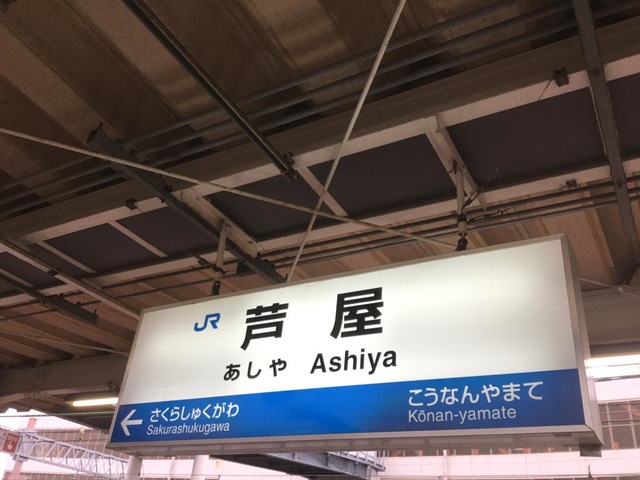 JR 芦屋
あしや Ashiya
← さくらしゅくがわ
Sakurashukugawa
こうなんやまて
Kōnan-yamate